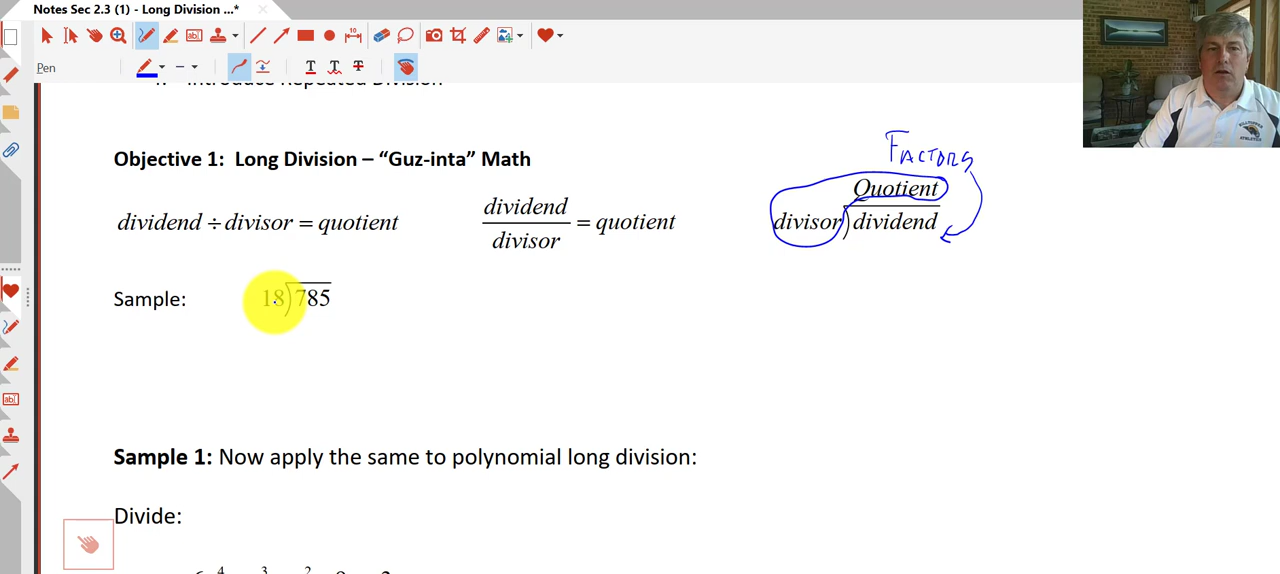 Notes Sec 2.3 (1) - Long Division ...*
Pen
Objective 1: Long Division – “Guz-inta” Math
FACTORS
dividend ÷ divisor = quotient
dividend
divisor
= quotient
Quotient
divisor dividend
Sample: 18 785
Sample 1: Now apply the same to polynomial long division:
Divide: